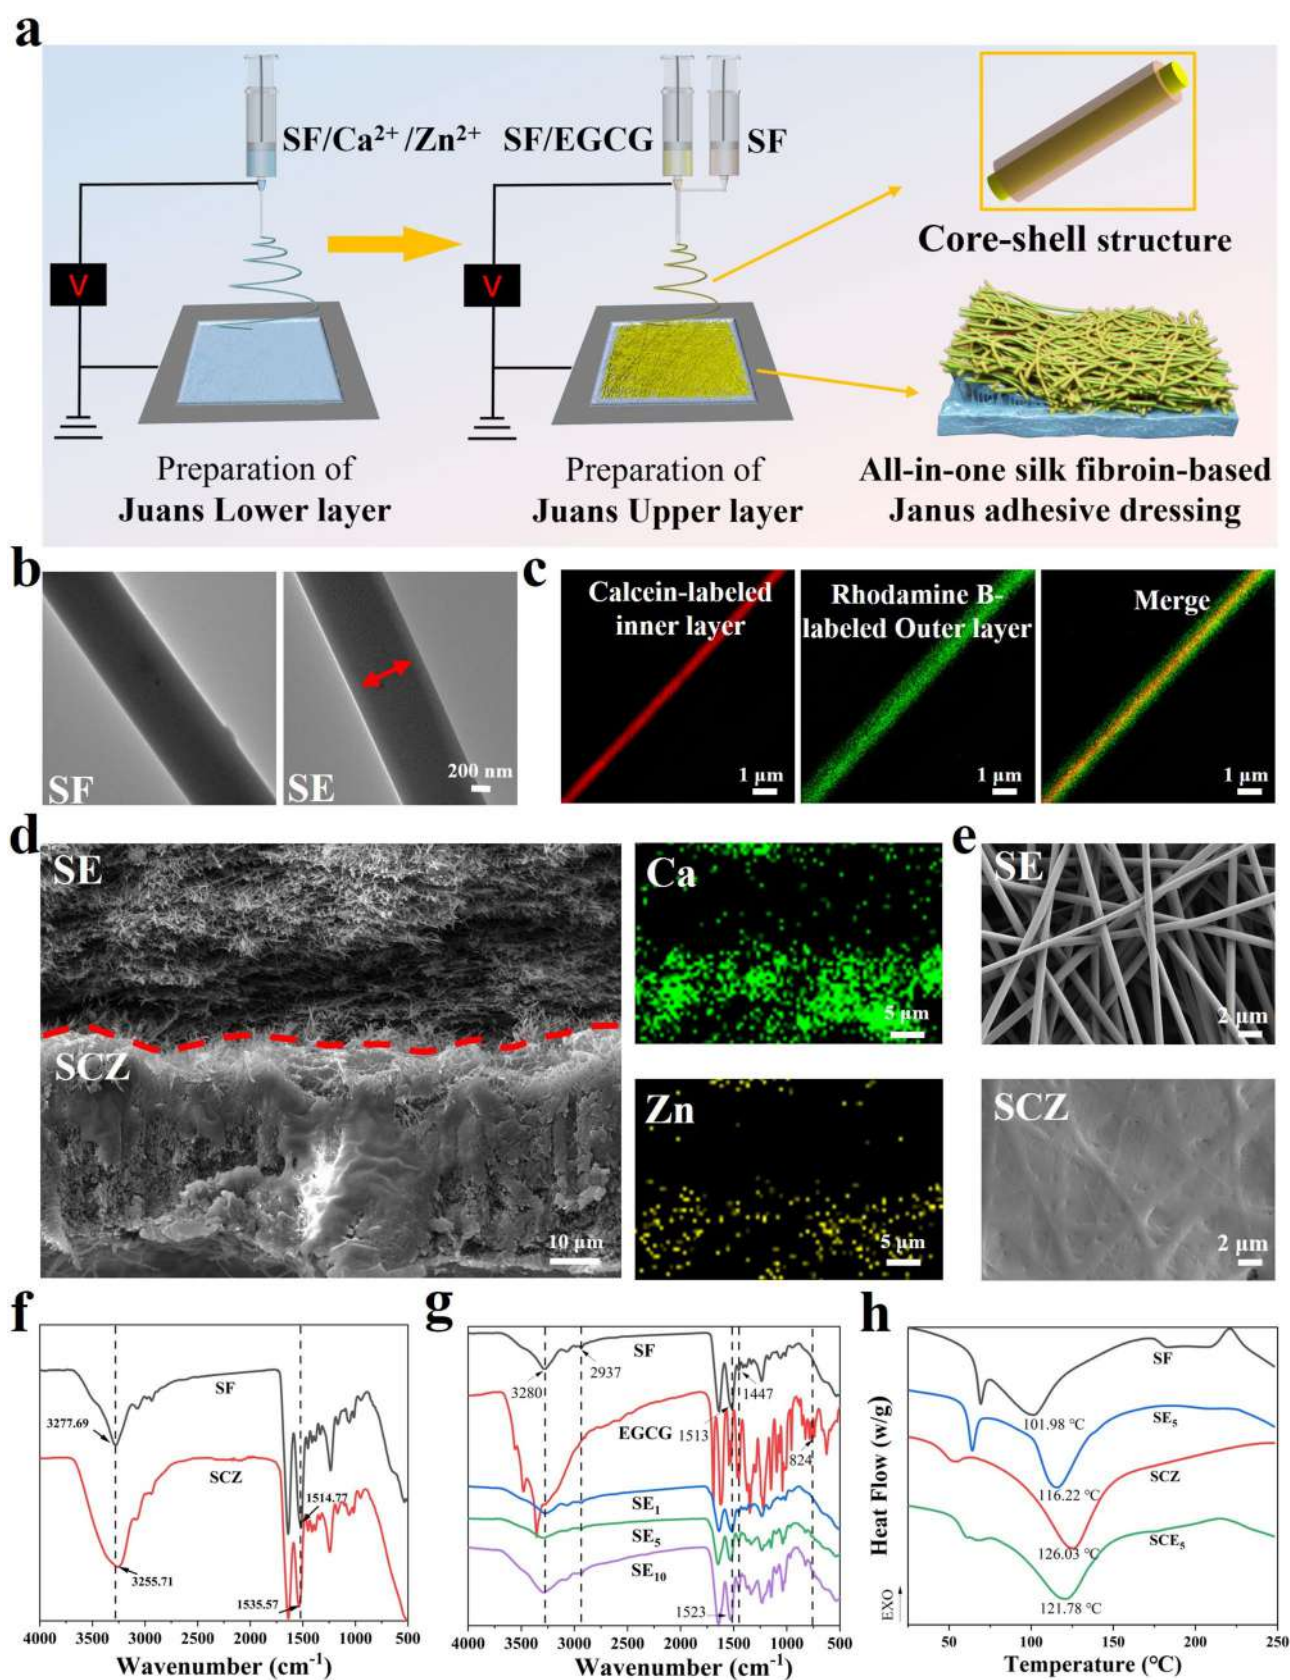 a
SF/Ca²⁺ /Zn²⁺
SF/EGCG
SF
V
V
Core-shell structure
Preparation of
Juans Lower layer
Preparation of
Juans Upper layer
All-in-one silk fibroin-based
Janus adhesive dressing
b
SF
SE
200 nm
c
Calcein-labeled
inner layer
1 μm
Rhodamine B-
labeled Outer layer
1 μm
Merge
1 μm
d
SE
SCZ
10 μm
Ca
5 μm
Zn
5 μm
e
SE
2 μm
SCZ
2 μm
f
SF
3277.69
SCZ
1514.77
3255.71
1535.57
4000 3500 3000 2500 2000 1500 1000 500
Wavenumber (cm⁻¹)
g
SF
2937
3280
1447
EGCG
1513
824
SE₁
SE₅
SE₁₀
1523
4000 3500 3000 2500 2000 1500 1000 500
Wavenumber (cm⁻¹)
h
Heat Flow (w/g)
EXO
SF
101.98 ℃
SE₅
116.22 ℃
SCZ
126.03 ℃
SCE₅
121.78 ℃
50 100 150 200 250
Temperature (℃)